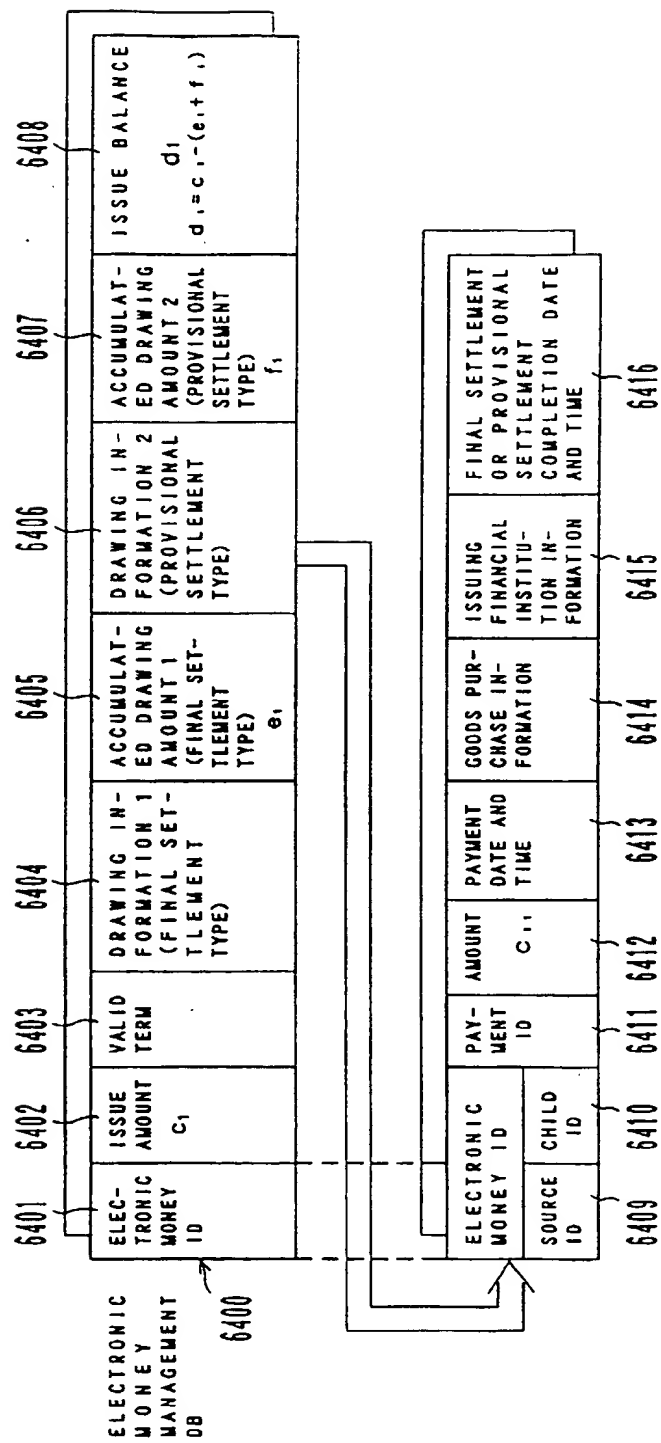 ELECTRONIC
MONEY
MANAGEMENT
DB
6400
6401
6402
6403
6404
6405
6406
6407
6408
ELEC-
TRONIC
MONEY
ID
ISSUE
AMOUNT
C1
VALID
TERM
DRAWING IN-
FORMATION 1
(FINAL SET-
TLEMENT
TYPE)
ACCUMULAT-
ED DRAWING
AMOUNT 1
(FINAL SET-
TLEMENT
TYPE)
e1
DRAWING IN-
FORMATION 2
(PROVISIONAL
SETTLEMENT
TYPE)
ACCUMULAT-
ED DRAWING
AMOUNT 2
(PROVISIONAL
SETTLEMENT
TYPE)
f1
ISSUE BALANCE
d1
d1=c1-(e1+f1)
ELECTRONIC
MONEY ID
SOURCE
ID
CHILD
ID
PAY-
MENT
ID
AMOUNT
C11
PAYMENT
DATE AND
TIME
GOODS PUR-
CHASE IN-
FORMATION
ISSUING
FINANCIAL
INSTITU-
TION IN-
FORMATION
FINAL SETTLEMENT
OR PROVISIONAL
SETTLEMENT
COMPLETION DATE
AND TIME
6409
6410
6411
6412
6413
6414
6415
6416